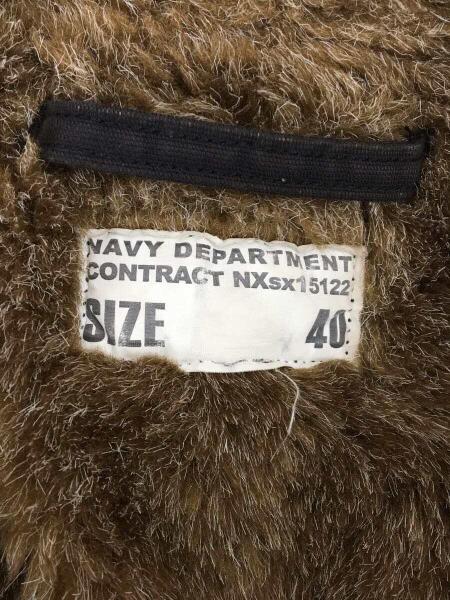 NAVY DEPARTMENT
CONTRACT NXsx15122
SIZE 40